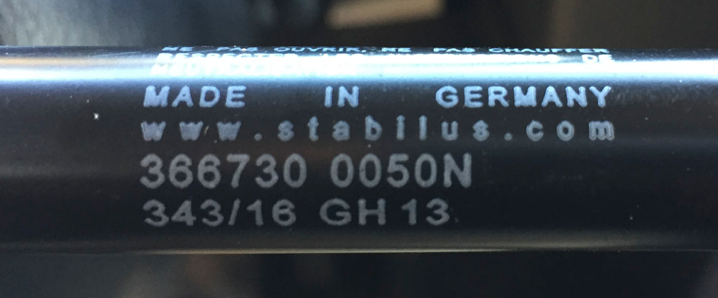 NE PAS OUVRIR. NE PAS CHAUFFER
MADE IN GERMANY
www.stabilus.com
366730 0050N
343/16 GH 13